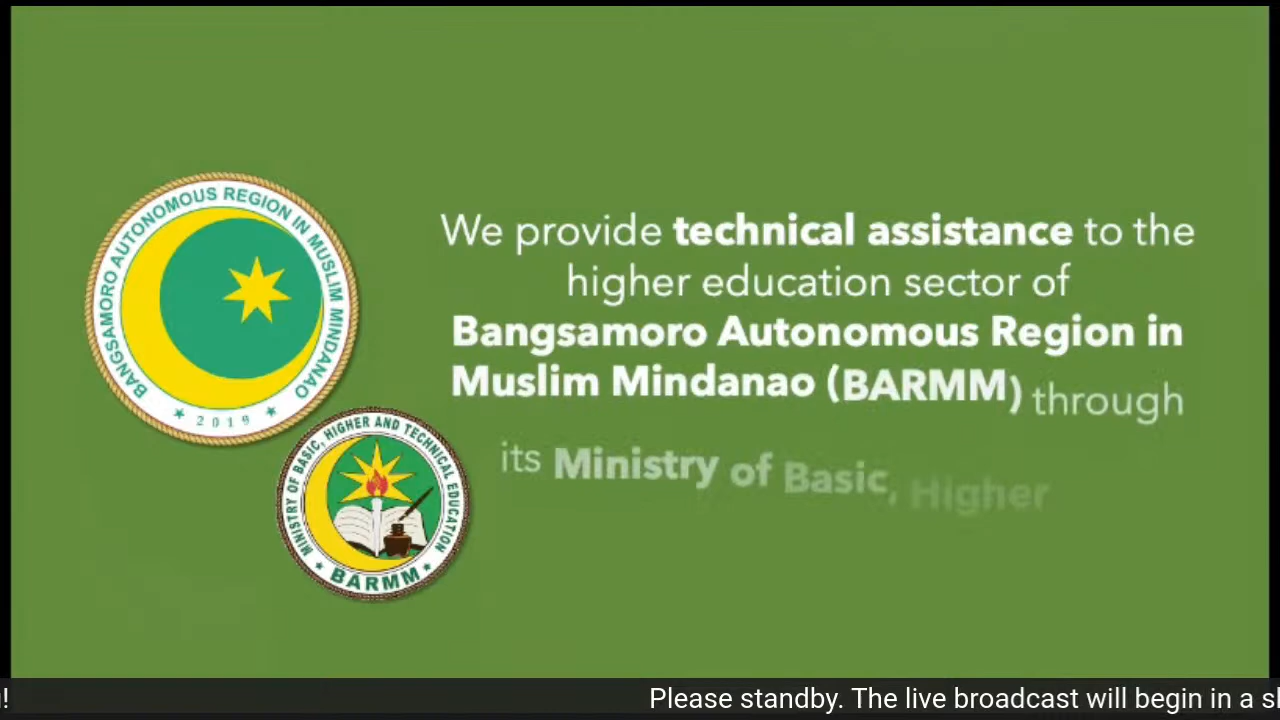 BANGSAMORO AUTONOMOUS REGION IN MUSLIM MINDANAO
2019
MINISTRY OF BASIC, HIGHER AND TECHNICAL EDUCATION
BARMM
We provide technical assistance to the
higher education sector of
Bangsamoro Autonomous Region in
Muslim Mindanao (BARMM) through
its Ministry of Basic, Higher
! Please standby. The live broadcast will begin in a